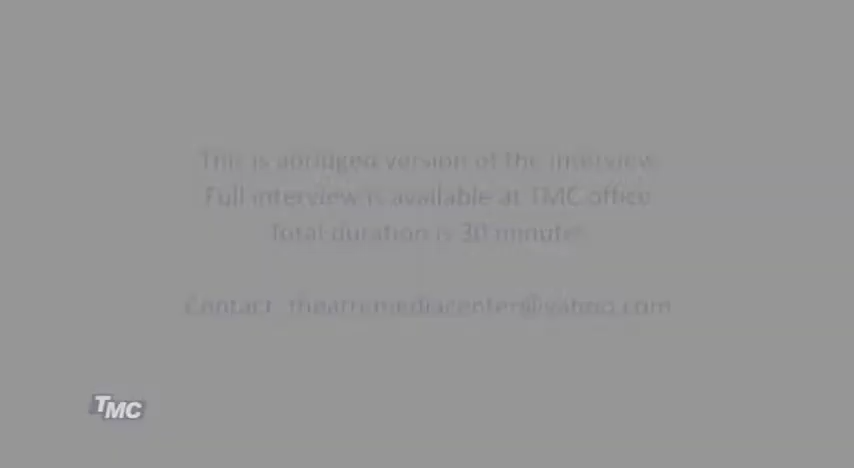 This is abridged version of the interview
Full interview is available at TMC office
Total duration is 30 minutes
Contact: theatremediacenter@yahoo.com
TMC